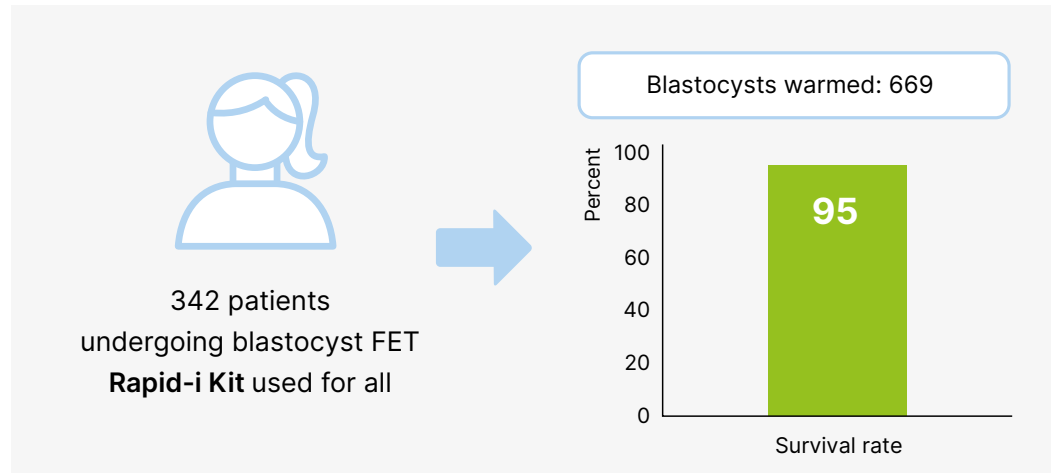 342 patients
undergoing blastocyst FET
Rapid-i Kit used for all
Blastocysts warmed: 669
Percent
100
80
60
40
20
0
95
Survival rate